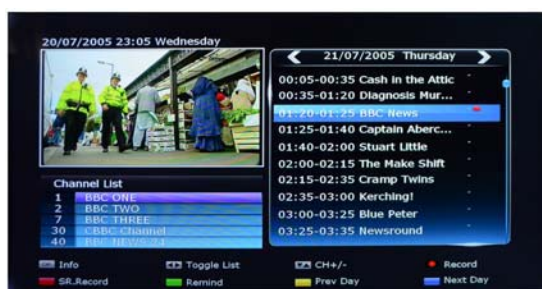 20/07/2005 23:05 Wednesday
21/07/2005 Thursday
00:05-00:35 Cash in the Attic
00:35-01:20 Diagnosis Mur...
01:20-01:25 BBC News
01:25-01:40 Captain Aberc...
01:40-02:00 Stuart Little
02:00-02:15 The Make Shift
02:15-02:35 Cramp Twins
02:35-03:00 Kerching!
03:00-03:25 Blue Peter
03:25-03:35 Newsround
Channel List
1 BBC ONE
2 BBC TWO
7 BBC THREE
30 CBBC Channel
40 BBC NEWS 24
Info
Toggle List
CH+/-
Record
SR.Record
Remind
Prev Day
Next Day